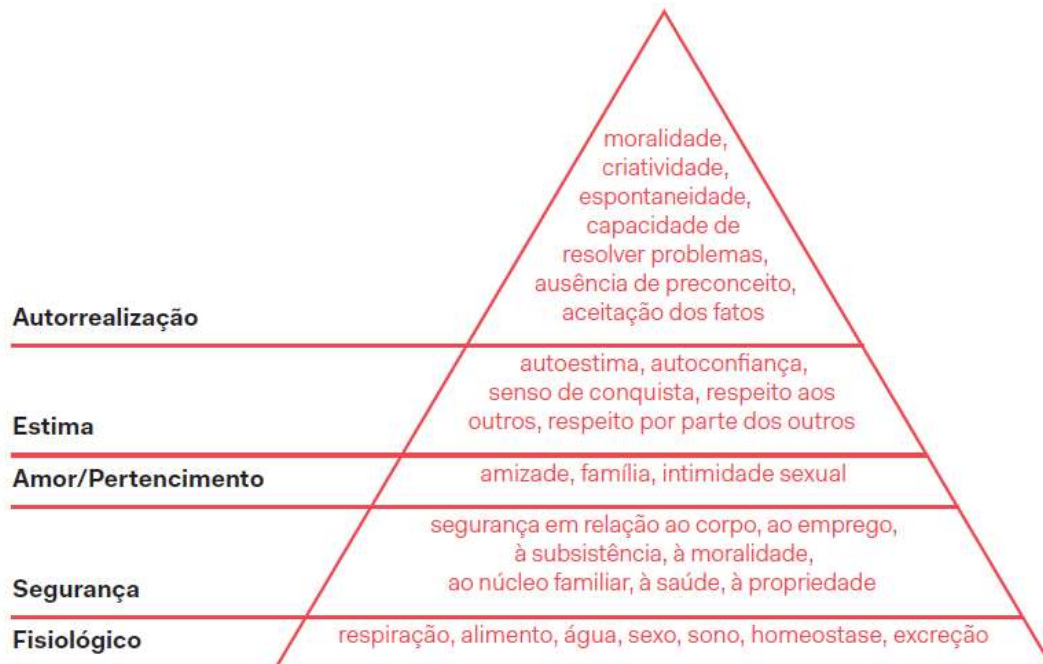 moralidade,
criatividade,
espontaneidade,
capacidade de
resolver problemas,
ausência de preconceito,
aceitação dos fatos
Autorrealização
autoestima, autoconfiança,
senso de conquista, respeito aos
outros, respeito por parte dos outros
Estima
amizade, família, intimidade sexual
Amor/Pertencimento
segurança em relação ao corpo, ao emprego,
à subsistência, à moralidade,
ao núcleo familiar, à saúde, à propriedade
Segurança
respiração, alimento, água, sexo, sono, homeostase, excreção
Fisiológico